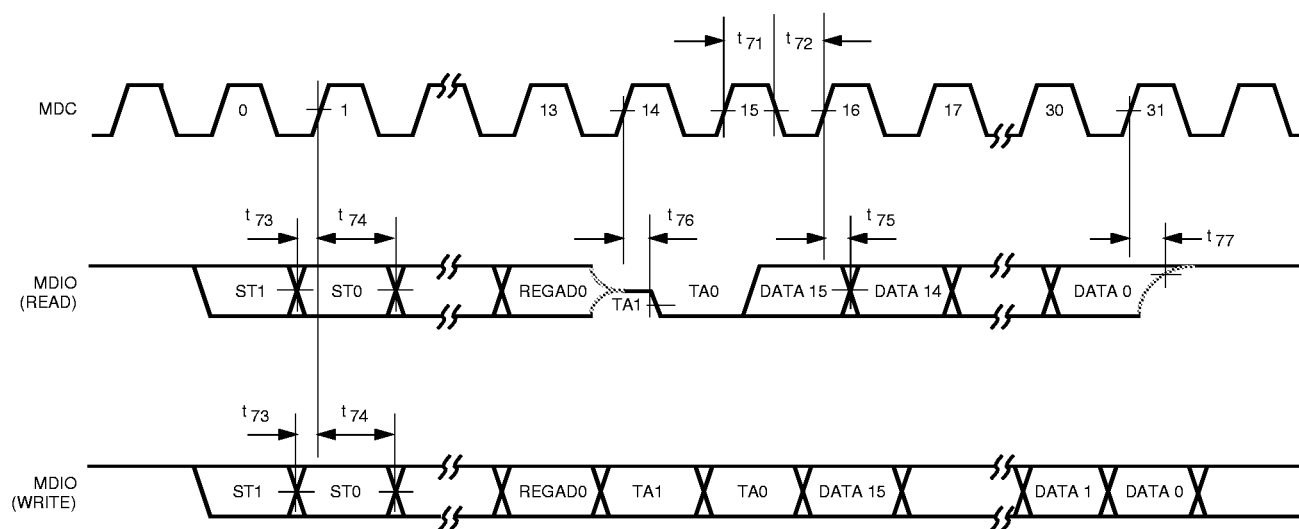 t71 t72
MDC 0 1 13 14 15 16 17 30 31
t73 t74 t76 t75 t77
MDIO (READ) ST1 ST0 REGAD0 TA1 TA0 DATA 15 DATA 14 DATA 0
t73 t74
MDIO (WRITE) ST1 ST0 REGAD0 TA1 TA0 DATA 15 DATA 1 DATA 0